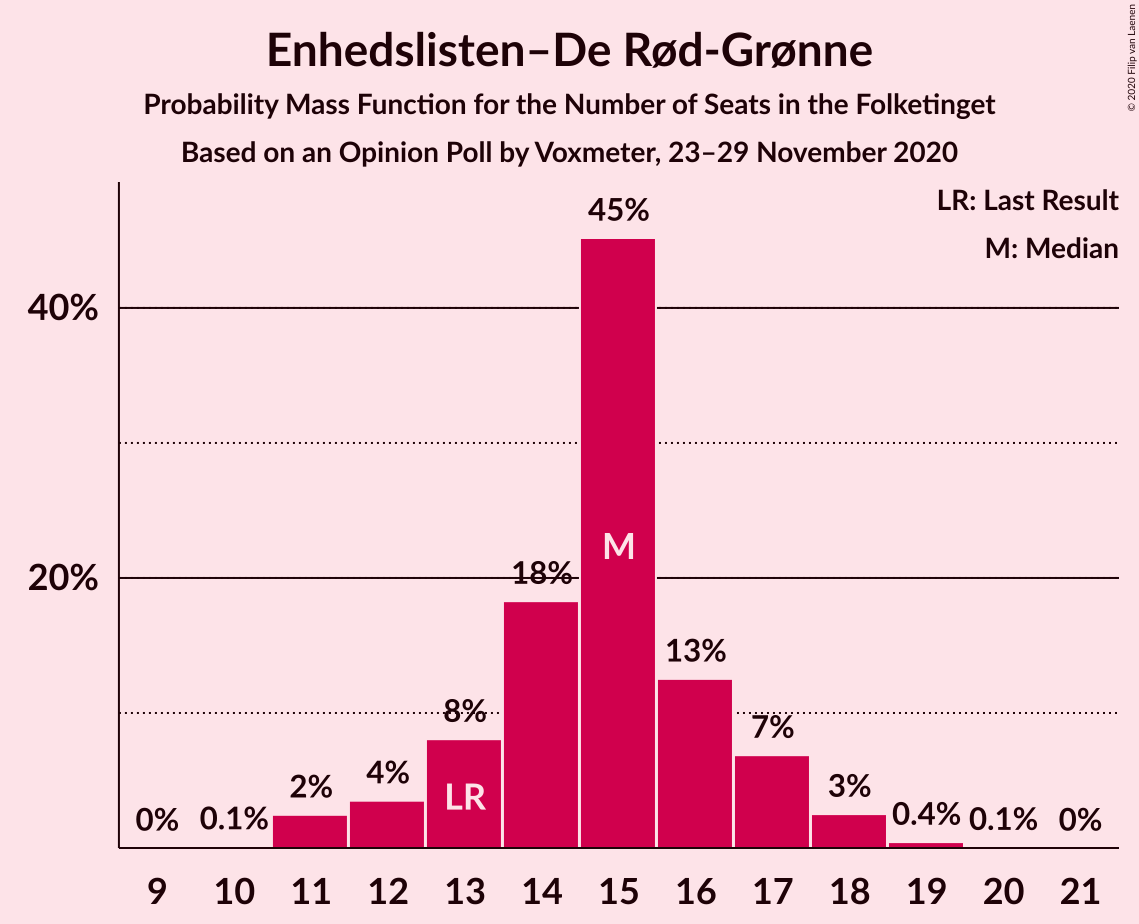 Enhedslisten–De Rød-Grønne
Probability Mass Function for the Number of Seats in the Folketinget
Based on an Opinion Poll by Voxmeter, 23–29 November 2020
© 2020 Filip van Laenen
LR: Last Result
M: Median
40%
20%
0%
0.1%
2%
4%
8%
18%
45%
13%
7%
3%
0.4%
0.1%
0%
LR
M
9 10 11 12 13 14 15 16 17 18 19 20 21